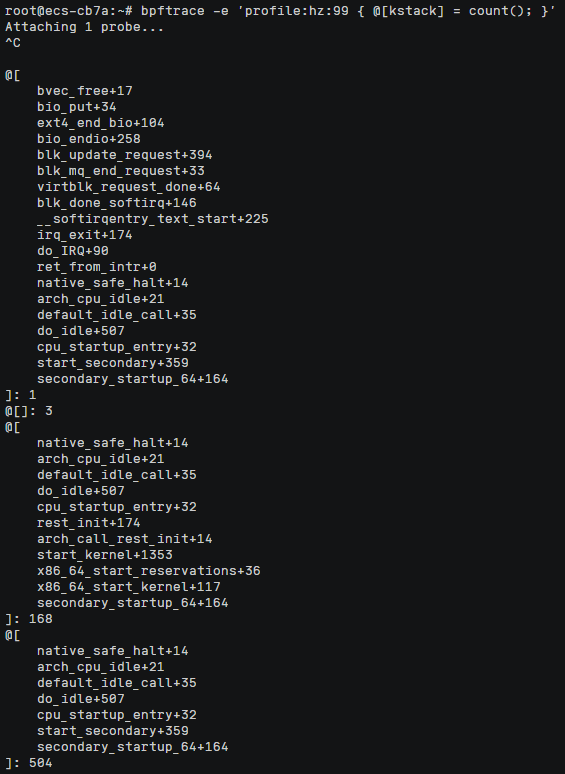 root@ecs-cb7a:~# bpftrace -e 'profile:hz:99 { @[kstack] = count(); }'
Attaching 1 probe...
^C

@[
    bvec_free+17
    bio_put+34
    ext4_end_bio+104
    bio_endio+258
    blk_update_request+394
    blk_mq_end_request+33
    virtblk_request_done+64
    blk_done_softirq+146
    __softirqentry_text_start+225
    irq_exit+174
    do_IRQ+90
    ret_from_intr+0
    native_safe_halt+14
    arch_cpu_idle+21
    default_idle_call+35
    do_idle+507
    cpu_startup_entry+32
    start_secondary+359
    secondary_startup_64+164
]: 1
@[]: 3
@[
    native_safe_halt+14
    arch_cpu_idle+21
    default_idle_call+35
    do_idle+507
    cpu_startup_entry+32
    rest_init+174
    arch_call_rest_init+14
    start_kernel+1353
    x86_64_start_reservations+36
    x86_64_start_kernel+117
    secondary_startup_64+164
]: 168
@[
    native_safe_halt+14
    arch_cpu_idle+21
    default_idle_call+35
    do_idle+507
    cpu_startup_entry+32
    start_secondary+359
    secondary_startup_64+164
]: 504